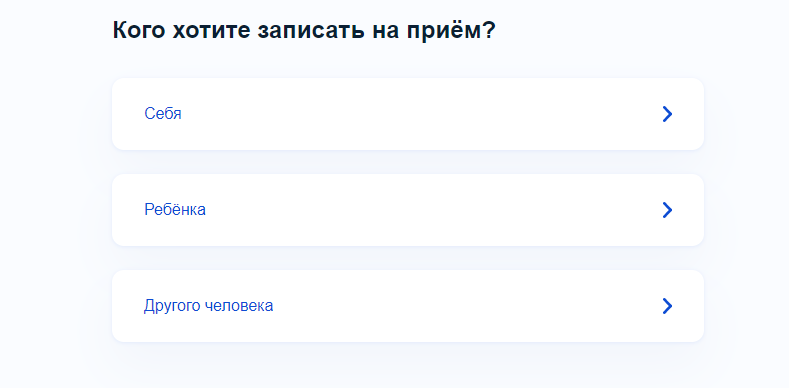 Кого хотите записать на приём?
Себя
Ребёнка
Другого человека